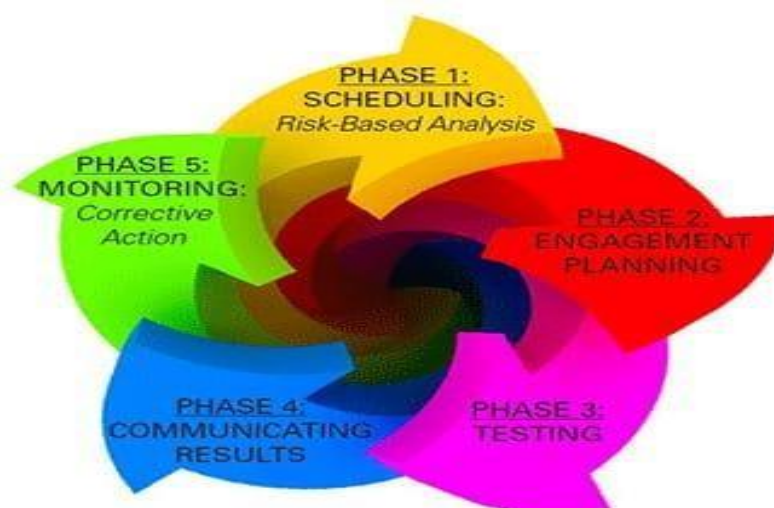 PHASE 1:
SCHEDULING:
Risk-Based Analysis
PHASE 2:
ENGAGEMENT
PLANNING
PHASE 3:
TESTING
PHASE 4:
COMMUNICATING
RESULTS
PHASE 5:
MONITORING:
Corrective
Action